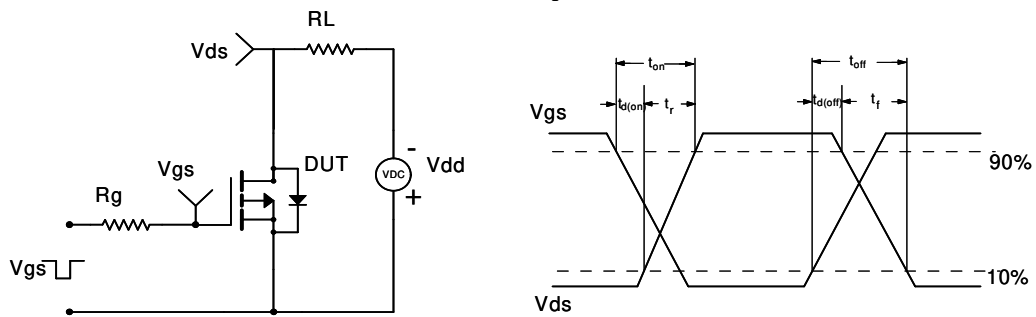 RL
Vds
DUT
Vgs
Rg
Vgs
VDC
-
+
Vdd
ton
toff
td(on)
tr
td(off)
tf
Vgs
90%
10%
Vds